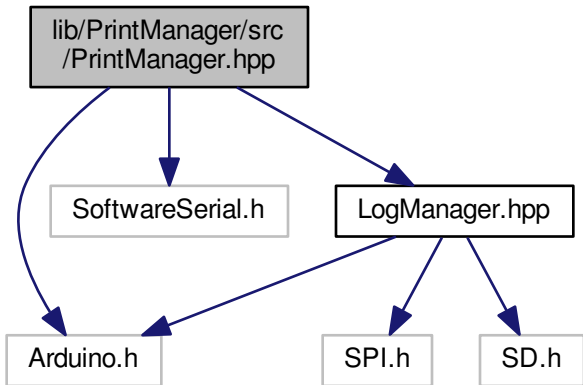 lib/PrintManager/src
/PrintManager.hpp
SoftwareSerial.h
LogManager.hpp
Arduino.h
SPI.h
SD.h